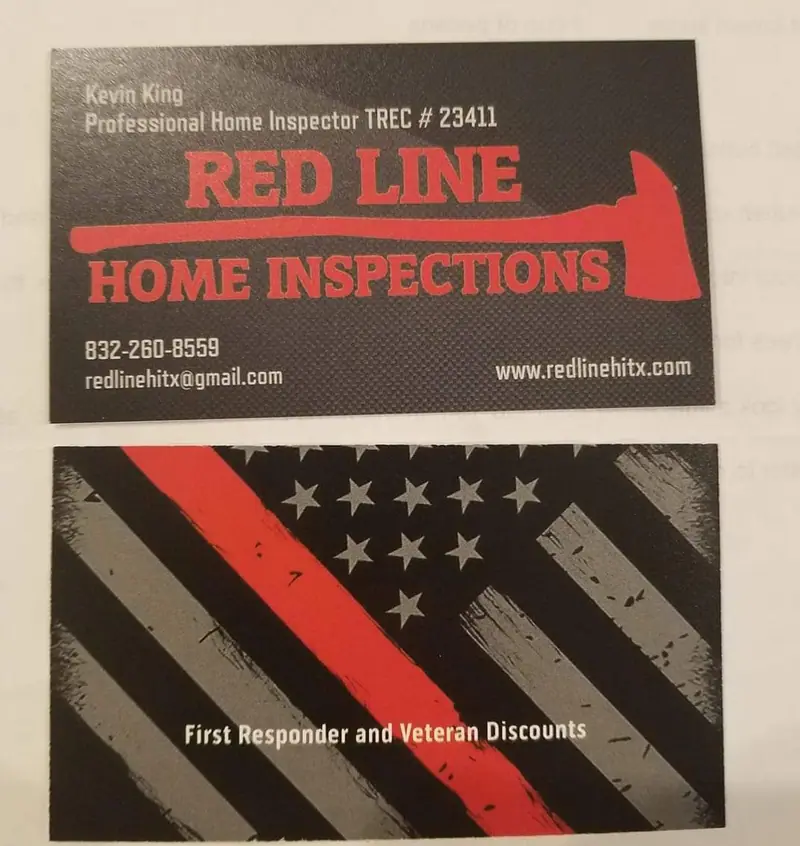 Kevin King
Professional Home Inspector TREC # 23411
RED LINE
HOME INSPECTIONS
832-260-8559
redlinehitx@gmail.com
www.redlinehitx.com
First Responder and Veteran Discounts